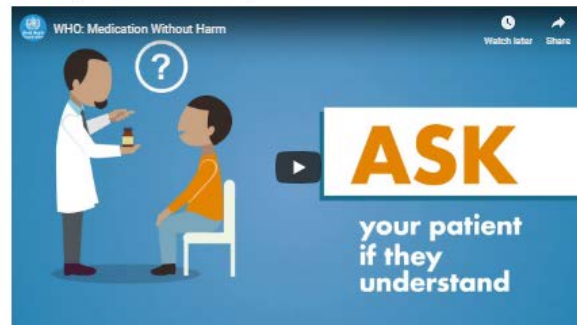 WHO: Medication Without Harm
Watch later
Share
?
ASK
your patient
if they
understand